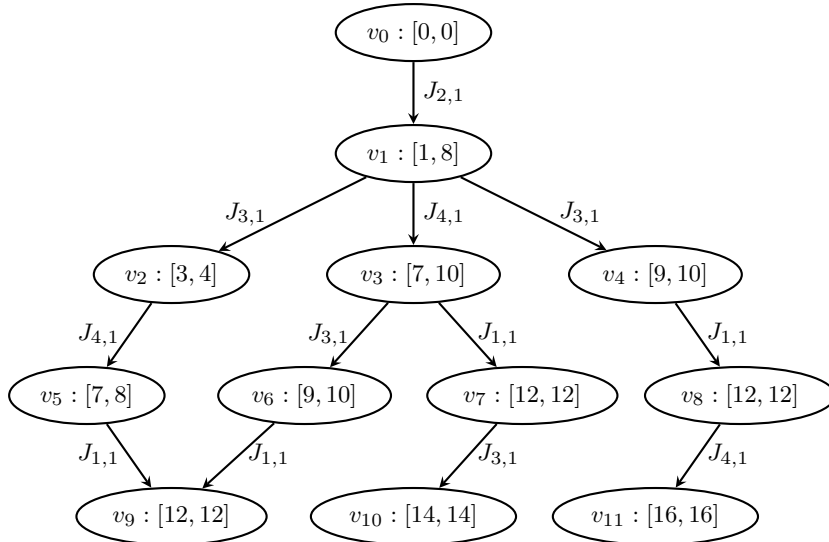 v0 : [0, 0]
J2,1
v1 : [1, 8]
J3,1 J4,1 J3,1
v2 : [3, 4] v3 : [7, 10] v4 : [9, 10]
J4,1 J3,1 J1,1 J1,1
v5 : [7, 8] v6 : [9, 10] v7 : [12, 12] v8 : [12, 12]
J1,1 J1,1 J3,1 J4,1
v9 : [12, 12] v10 : [14, 14] v11 : [16, 16]